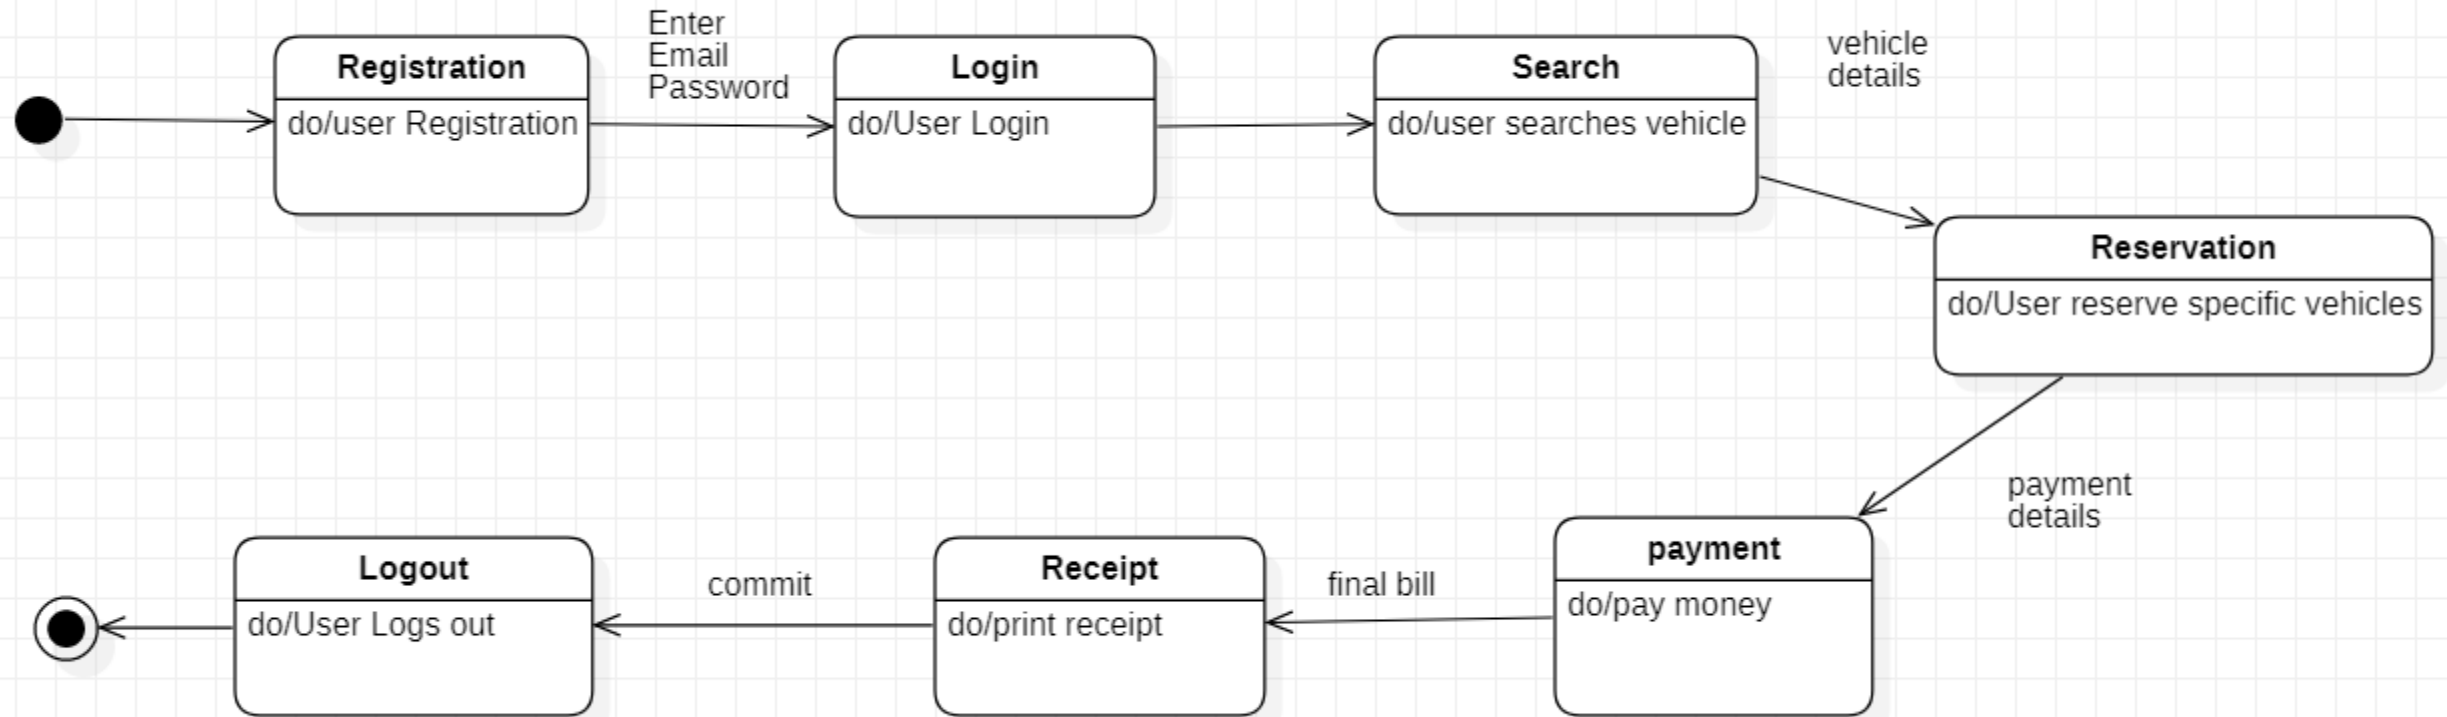 Registration
do/user Registration
Enter
Email
Password
Login
do/User Login
Search
do/user searches vehicle
vehicle
details
Reservation
do/User reserve specific vehicles
payment
details
payment
do/pay money
final bill
Receipt
do/print receipt
commit
Logout
do/User Logs out